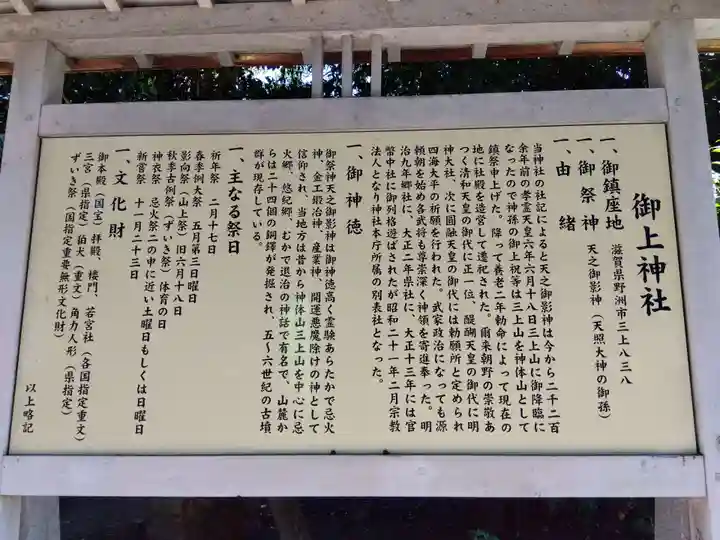 御上神社
一、御鎮座地　滋賀県野洲市三上八三八
一、御祭神　天之御影神（天照大神の御孫）
一、由緒
当神社の社記によると天之御影神は今から二千二百
余年前の孝霊天皇六年六月十八日三上山に御降臨に
なったので神孫の御上祝等は三上山を神体山として
鎮祭申上げた。降って養老二年勅命によって現在の
地に社殿を造営して遷祀された。爾来朝野の崇敬あ
つく清和天皇の御代に正一位、醍醐天皇の御代に明
神大社、次に圓融天皇の御代には勅願所と定められ
四海太平の祈願を行われた。武家政治になっても源
頼朝を始め各武将も尊崇深く神領を寄進奉った。明
治九年郷社に、大正二年県社に、大正十三年には官
幣中社に御列格遊ばされたが昭和二十一年二月宗教
法人となり神社本庁所属の別表社となった。
一、御神徳
御祭神天之御影神は御神徳高く霊験あらたかで忌火
神、金工鍛冶神、産業神、開運悪魔除けの神として
信仰され、当地方は昔から神体山三上山を中心に忌
火郷、悠紀郷、むかで退治の神話で有名で、山麓か
らは二十四個の銅鐸が発掘され、五〜六世紀の古墳
群が現存している。
一、主なる祭日
祈年祭　二月十七日
春季例大祭　五月第三日曜日
影向祭（山上祭）旧六月十八日
秋季古例祭（ずいき祭）体育の日
神衣祭　忌火祭二の申に近い土曜日もしくは日曜日
新嘗祭　十一月二十三日
一、文化財
御本殿（国宝）拝殿、楼門、若宮社（各国指定重文）
三宮（県指定）狛犬（重文）角力人形（県指定）
ずいき祭（国指定重要無形文化財）
以上略記